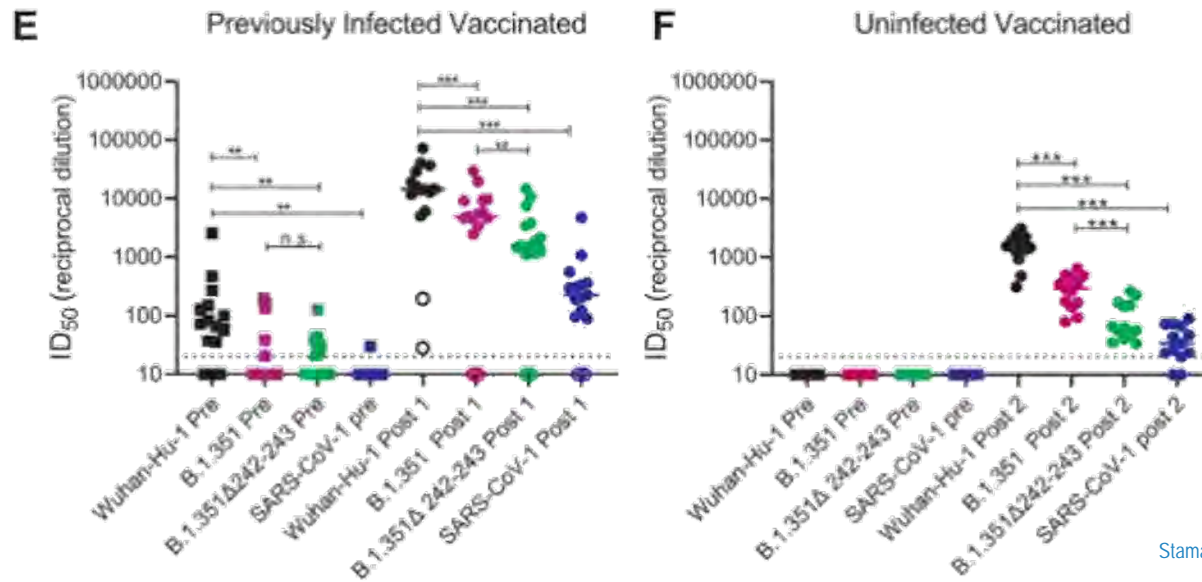 E Previously Infected Vaccinated
ID50 (reciprocal dilution)
1000000
100000
10000
1000
100
10
***
***
***
**
**
**
**
n.s.
Wuhan-Hu-1 Pre
B.1.351 Pre
B.1.351Δ242-243 Pre
SARS-CoV-1 pre
Wuhan-Hu-1 Post 1
B.1.351 Post 1
B.1.351Δ 242-243 Post 1
SARS-CoV-1 Post 1
F Uninfected Vaccinated
ID50 (reciprocal dilution)
1000000
100000
10000
1000
100
10
***
***
***
***
Wuhan-Hu-1 Pre
B.1.351 Pre
B.1.351Δ 242-243 Pre
SARS-CoV-1 pre
Wuhan-Hu-1 Post 2
B.1.351 Post 2
B.1.351Δ242-243 Post 2
SARS-CoV-1 post 2
Stama